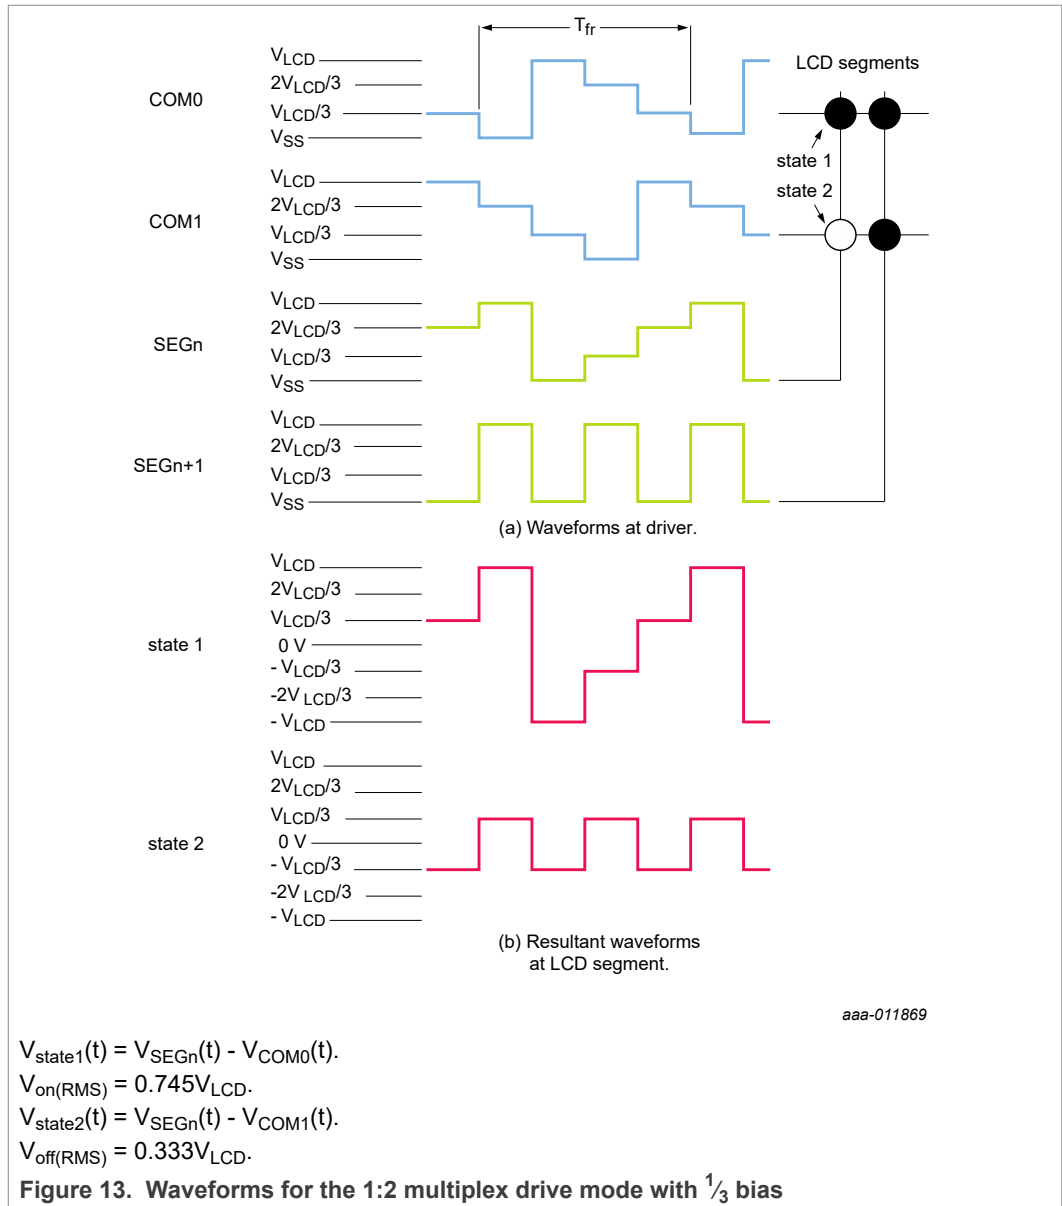 Tfr
VLCD
2VLCD/3
VLCD/3
VSS
COM0
LCD segments
state 1
state 2
VLCD
2VLCD/3
VLCD/3
VSS
COM1
VLCD
2VLCD/3
VLCD/3
VSS
SEGn
VLCD
2VLCD/3
VLCD/3
VSS
SEGn+1
(a) Waveforms at driver.
VLCD
2VLCD/3
VLCD/3
0 V
- VLCD/3
-2V LCD/3
- VLCD
state 1
VLCD
2VLCD/3
VLCD/3
0 V
- VLCD/3
-2V LCD/3
- VLCD
state 2
(b) Resultant waveforms
at LCD segment.
aaa-011869
Vstate1(t) = VSEGn(t) - VCOM0(t).
Von(RMS) = 0.745VLCD.
Vstate2(t) = VSEGn(t) - VCOM1(t).
Voff(RMS) = 0.333VLCD.
Figure 13. Waveforms for the 1:2 multiplex drive mode with 1/3 bias